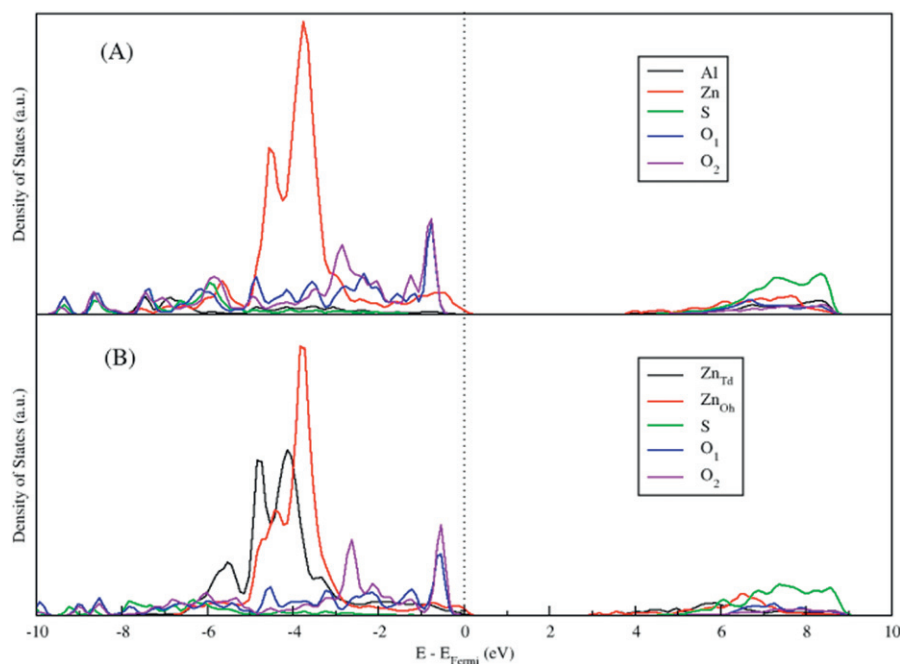 (A)
Density of States (a.u.)
Al
Zn
S
O1
O2
(B)
Density of States (a.u.)
ZnTd
ZnOh
S
O1
O2
-10 -8 -6 -4 -2 0 2 4 6 8 10
E - EFermi (eV)